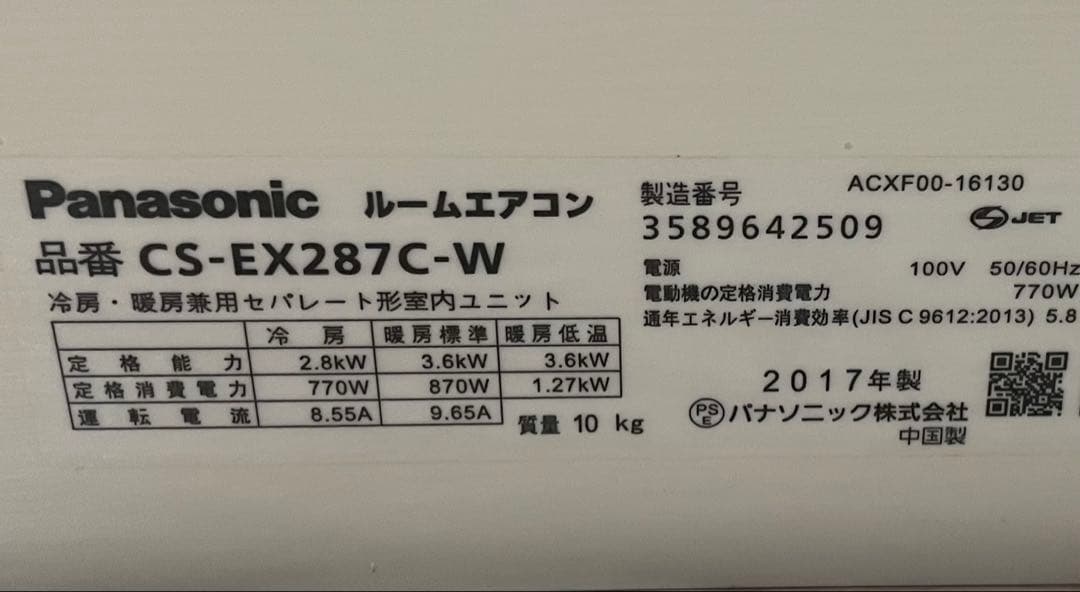 Panasonic ルームエアコン
品番 CS-EX287C-W
冷房・暖房兼用セパレート形室内ユニット
冷房 暖房標準 暖房低温
定格能力 2.8kW 3.6kW 3.6kW
定格消費電力 770W 870W 1.27kW
運転電流 8.55A 9.65A
質量 10 kg
製造番号 ACXF00-16130
3589642509
JET
電源 100V 50/60Hz
電動機の定格消費電力 770W
通年エネルギー消費効率(JIS C 9612:2013) 5.8
2017年製
PSE パナソニック株式会社
中国製